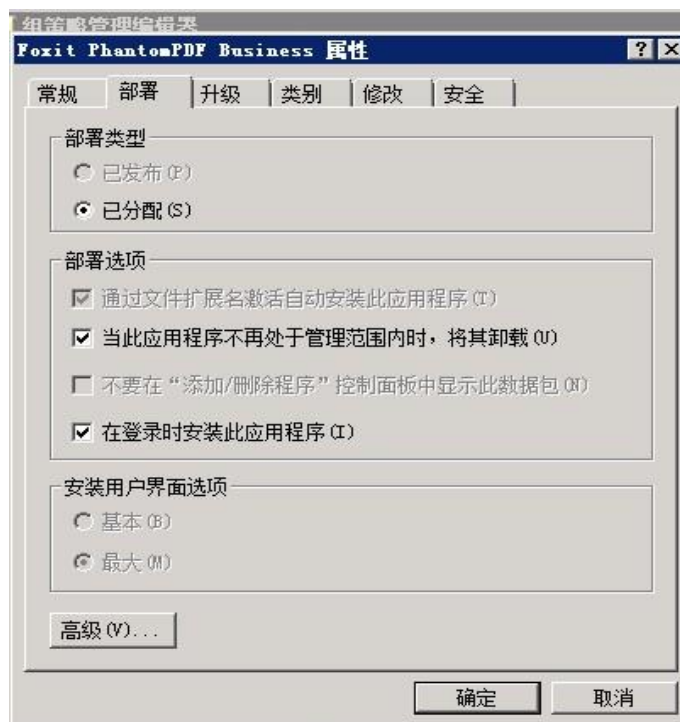 组策略管理编辑器
Foxit PhantomPDF Business 属性
常规 部署 升级 类别 修改 安全
部署类型
已发布(P)
已分配(S)
部署选项
通过文件扩展名激活自动安装此应用程序(T)
当此应用程序不再处于管理范围内时，将其卸载(U)
不要在“添加/删除程序”控制面板中显示此数据包(N)
在登录时安装此应用程序(I)
安装用户界面选项
基本(B)
最大(M)
高级(V)...
确定 取消